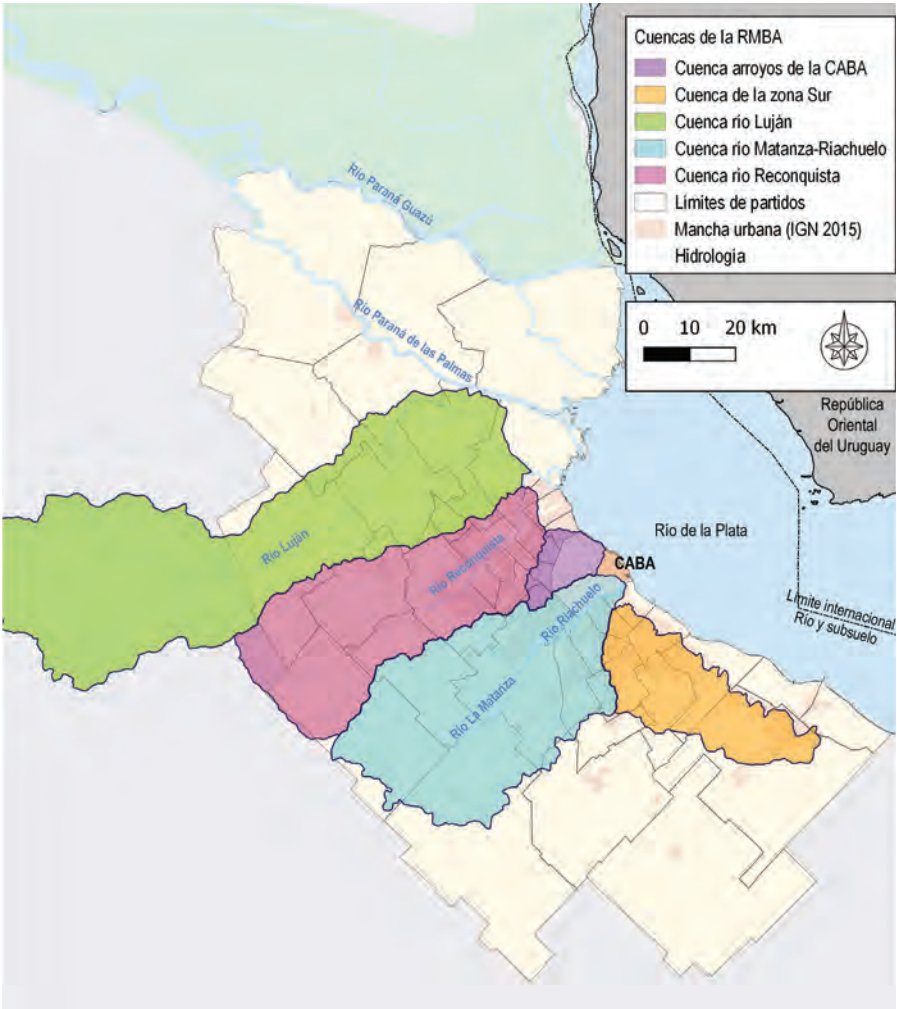 Cuencas de la RMBA
Cuenca arroyos de la CABA
Cuenca de la zona Sur
Cuenca río Luján
Cuenca río Matanza-Riachuelo
Cuenca río Reconquista
Límites de partidos
Mancha urbana (IGN 2015)
Hidrología
0 10 20 km
Río Paraná Guazú
Río Paraná de las Palmas
República
Oriental
del Uruguay
Río de la Plata
Río Luján
Río Reconquista
CABA
Río Riachuelo
Límite internacional
Río y subsuelo
Río La Matanza